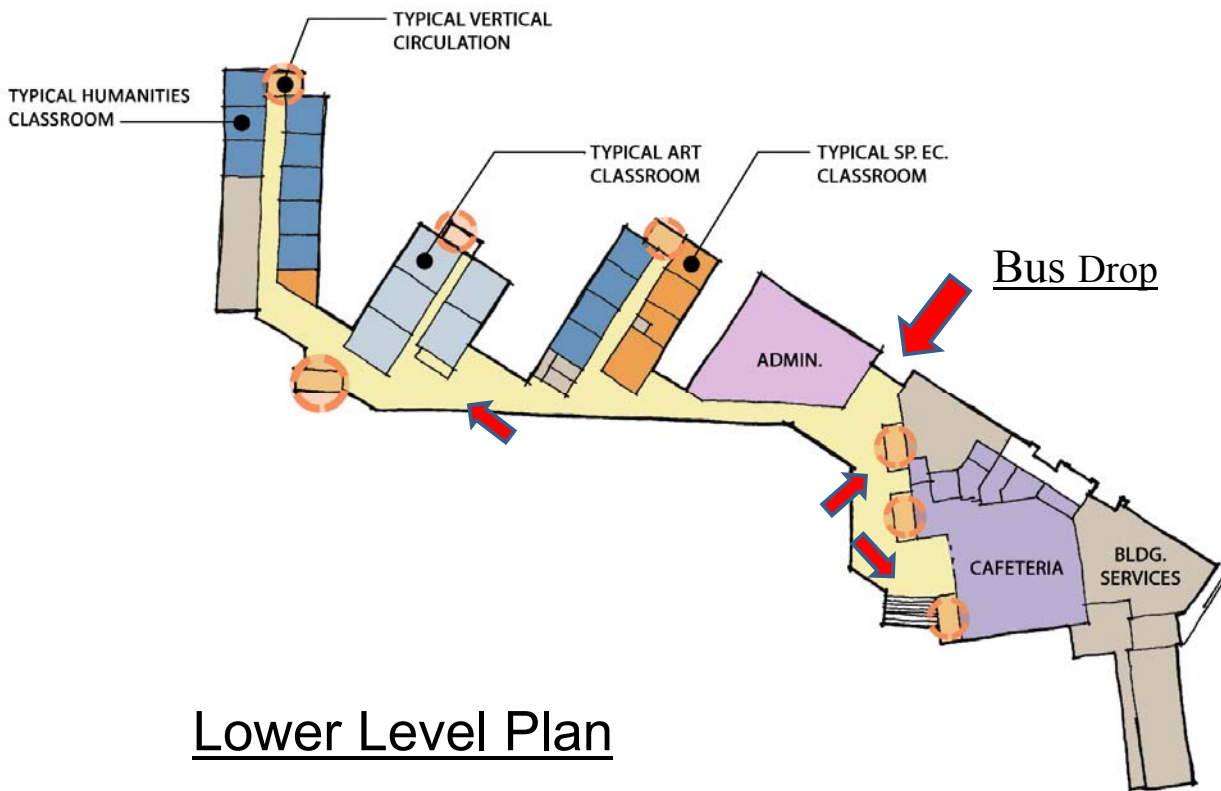 TYPICAL VERTICAL
CIRCULATION
TYPICAL HUMANITIES
CLASSROOM
TYPICAL ART
CLASSROOM
TYPICAL SP. EC.
CLASSROOM
Bus Drop
ADMIN.
CAFETERIA
BLDG.
SERVICES
Lower Level Plan